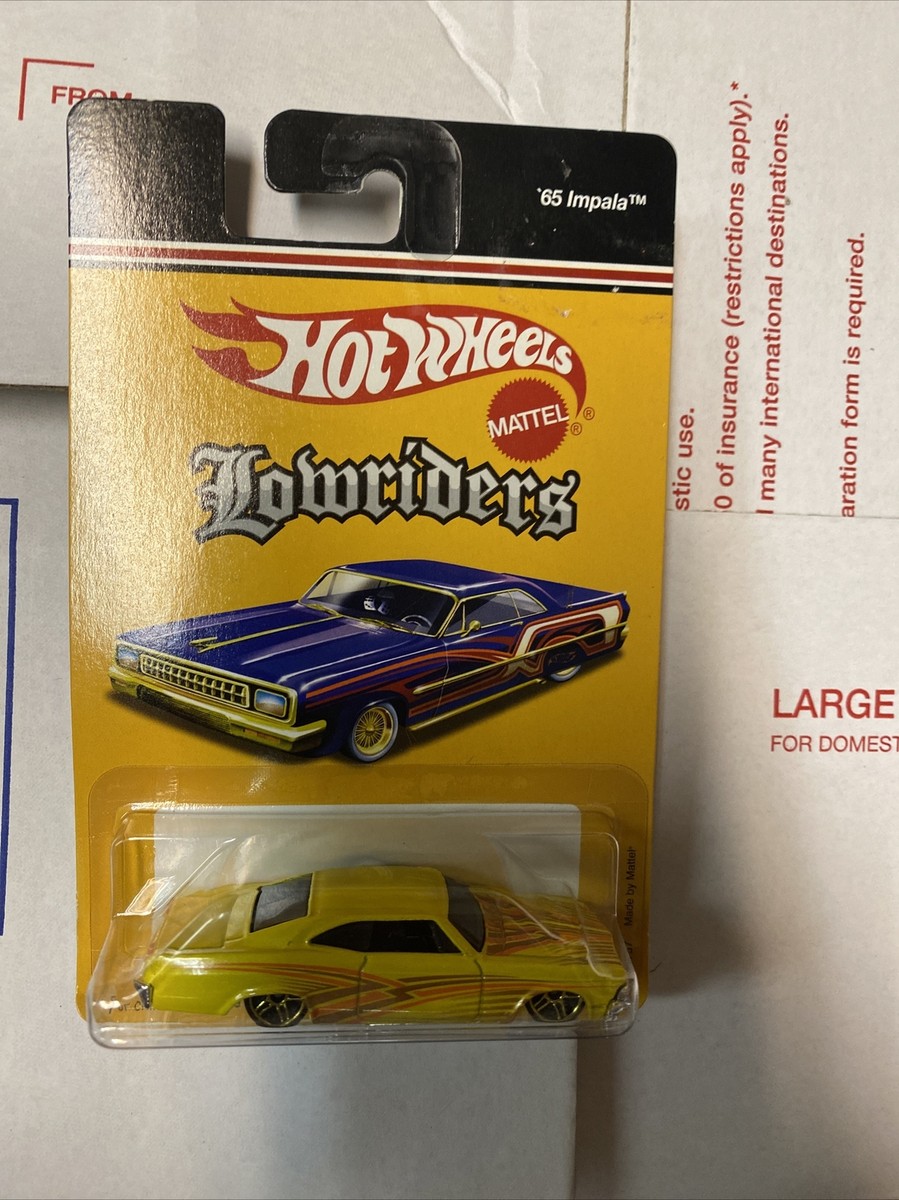 FROM
'65 Impala™
HOT WHEELS
MATTEL ® ®
Lowriders
Made by Mattel
stic use.
0 of insurance (restrictions apply).*
many international destinations.
aration form is required.
LARGE
FOR DOMEST